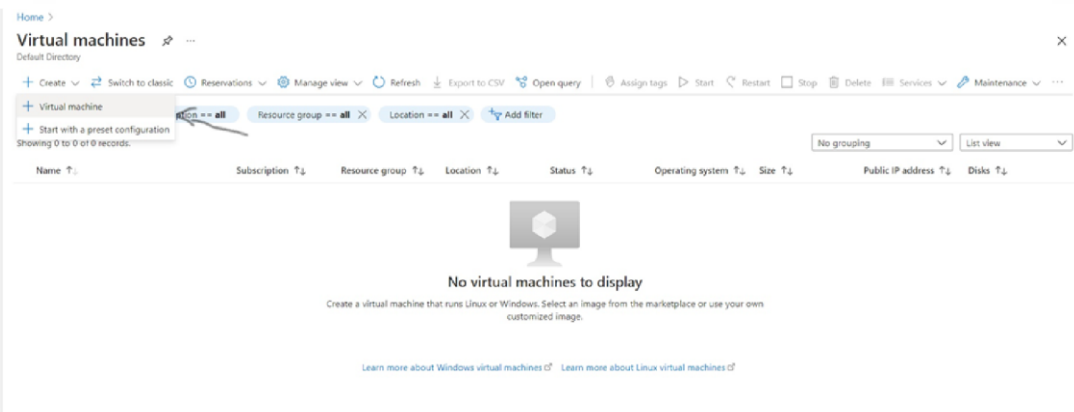 Home >
Virtual machines ...
Default Directory
+ Create Switch to classic Reservations Manage view Refresh Export to CSV Open query Assign tags Start Restart Stop Delete Services Maintenance ...
+ Virtual machine
== all Resource group == all Location == all Add filter
+ Start with a preset configuration
Showing 0 to 0 of 0 records.
No grouping List view
Name Subscription Resource group Location Status Operating system Size Public IP address Disks
No virtual machines to display
Create a virtual machine that runs Linux or Windows. Select an image from the marketplace or use your own
customized image.
Learn more about Windows virtual machines Learn more about Linux virtual machines